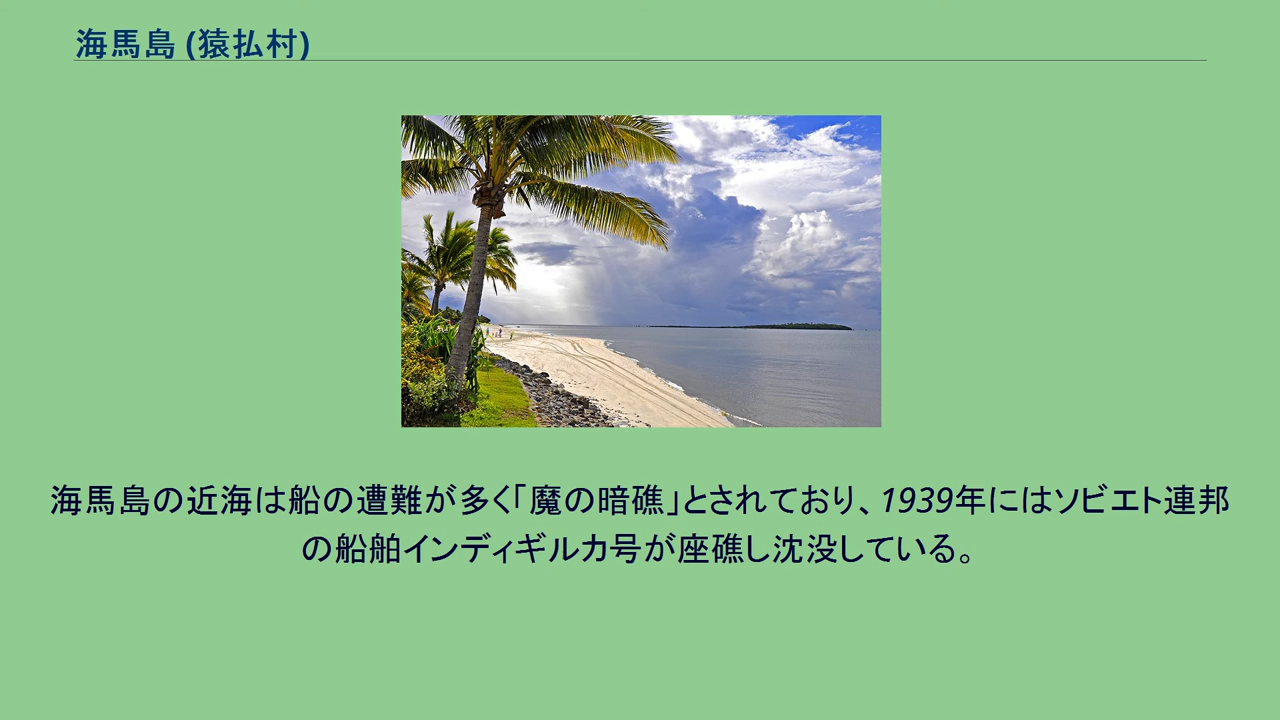 海馬島 (猿払村)
海馬島の近海は船の遭難が多く「魔の暗礁」とされており、1939年にはソビエト連邦
の船舶インディギルカ号が座礁し沈没している。